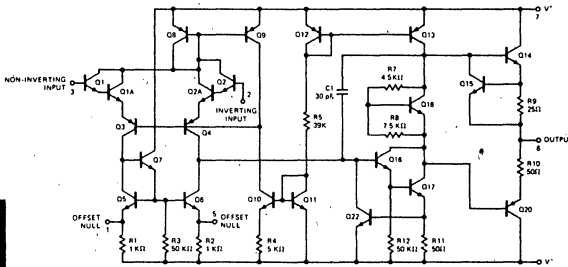 V+
7
Q8
Q9
Q12
Q13
Q14
NON-INVERTING
INPUT
3
Q1
Q1A
Q2A
Q2
2
INVERTING
INPUT
C1
30 pF
R7
4.5KΩ
Q15
R9
25Ω
Q18
Q3
Q4
R5
39K
R8
7.5 KΩ
OUTPUT
6
R10
50Ω
Q7
Q16
Q5
Q6
Q10
Q11
Q17
Q20
Q22
OFFSET
NULL
1
5
OFFSET
NULL
R1
1 KΩ
R3
50 KΩ
R2
1 KΩ
R4
5 KΩ
R12
50 KΩ
R11
50Ω
V-